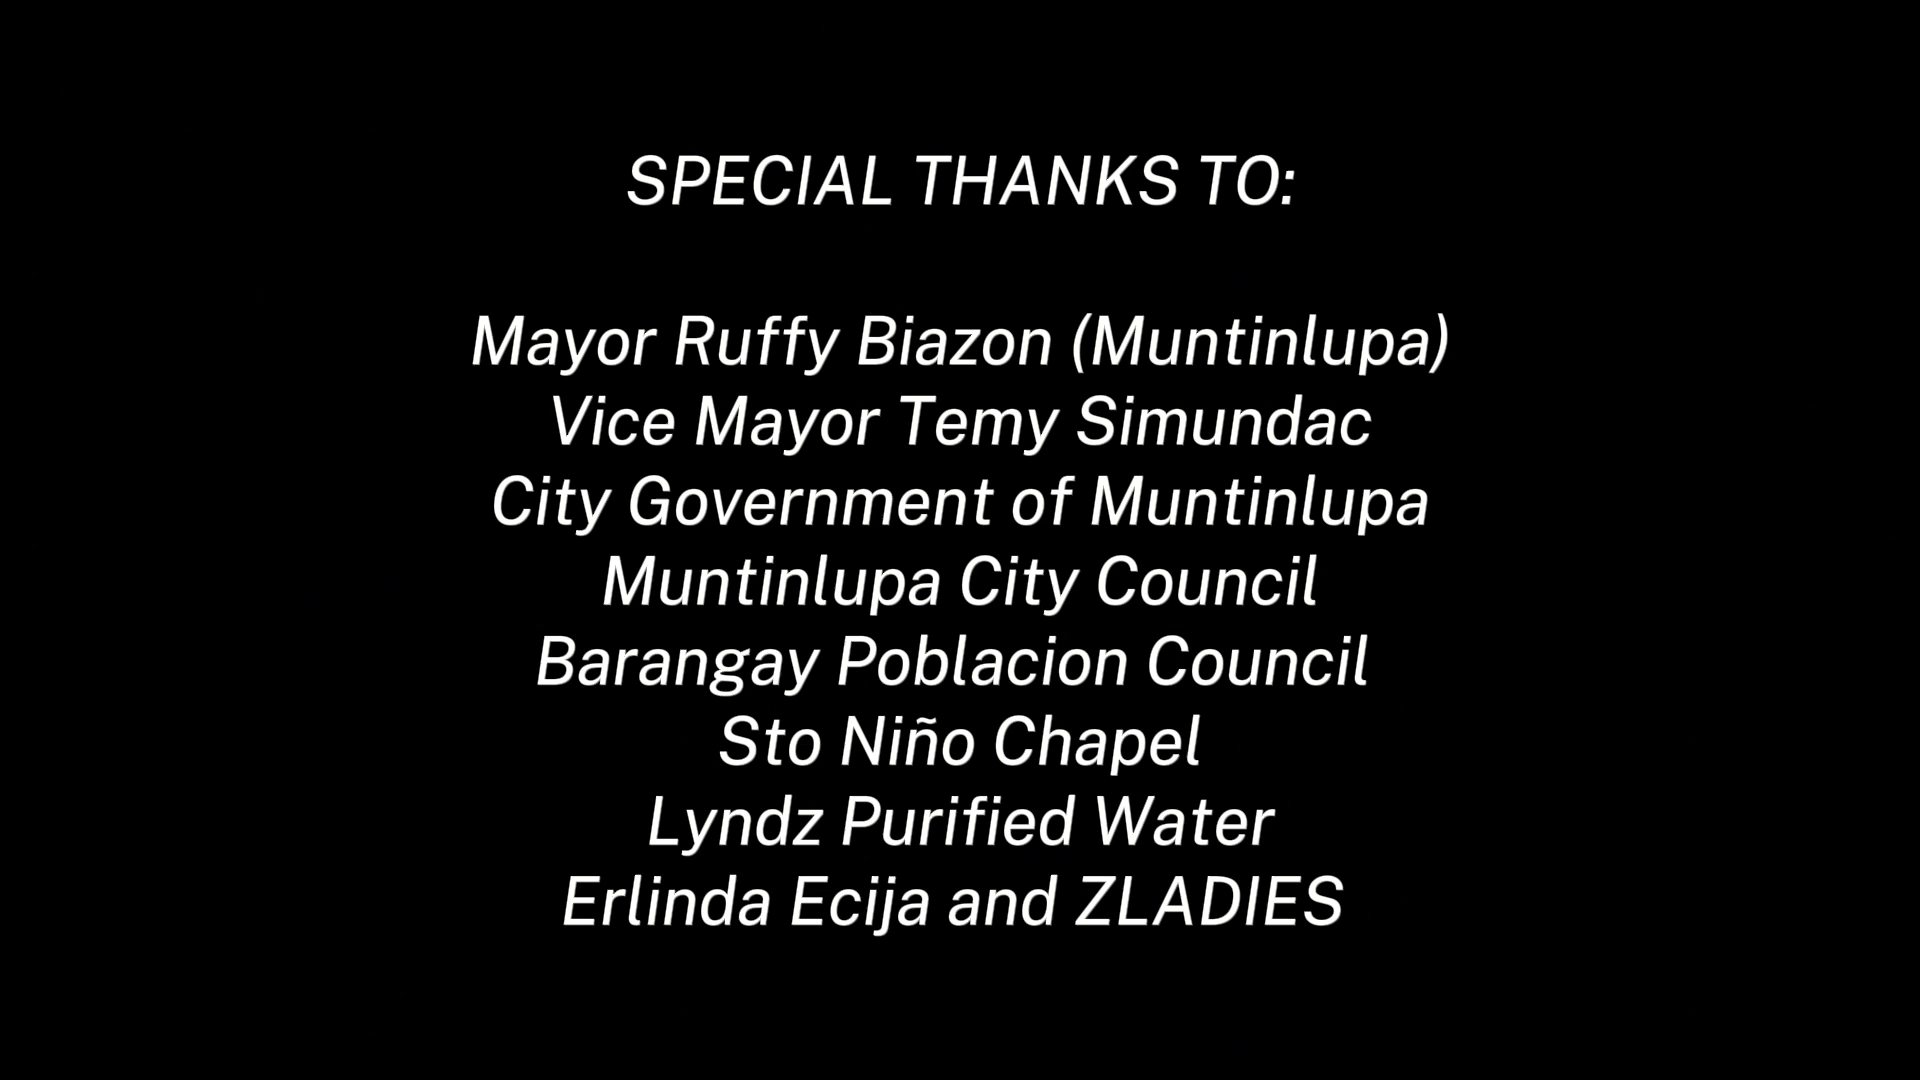 SPECIAL THANKS TO:
Mayor Ruffy Biazon (Muntinlupa)
Vice Mayor Temy Simundac
City Government of Muntinlupa
Muntinlupa City Council
Barangay Poblacion Council
Sto Niño Chapel
Lyndz Purified Water
Erlinda Ecija and ZLADIES